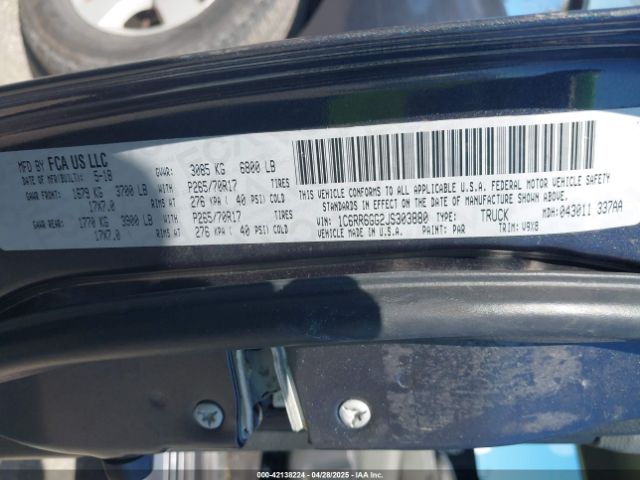 MFD BY FCA US LLC
DATE OF MFR(BUILT): 5-18
GVWR: 3085 KG 6800 LB
GAWR FRONT: 1679 KG 3700 LB
P265/70R17 TIRES
17X7.0 RIMS AT 276 KPA ( 40 PSI) COLD
GAWR REAR: 1770 KG 3900 LB
P265/70R17 TIRES
17X7.0 RIMS AT 276 KPA ( 40 PSI) COLD
THIS VEHICLE CONFORMS TO ALL APPLICABLE U.S.A. FEDERAL MOTOR VEHICLE SAFETY
STANDARDS IN EFFECT ON THE DATE OF MANUFACTURE SHOWN ABOVE.
VIN: 1C6RR6GG2JS303880 TYPE: TRUCK MDH: 043011 337AA
VEHICLE MADE IN U.S.A. PAINT: PAR TRIM: V9X8
000-42138224 | 04/28/2025 - IAA Inc.